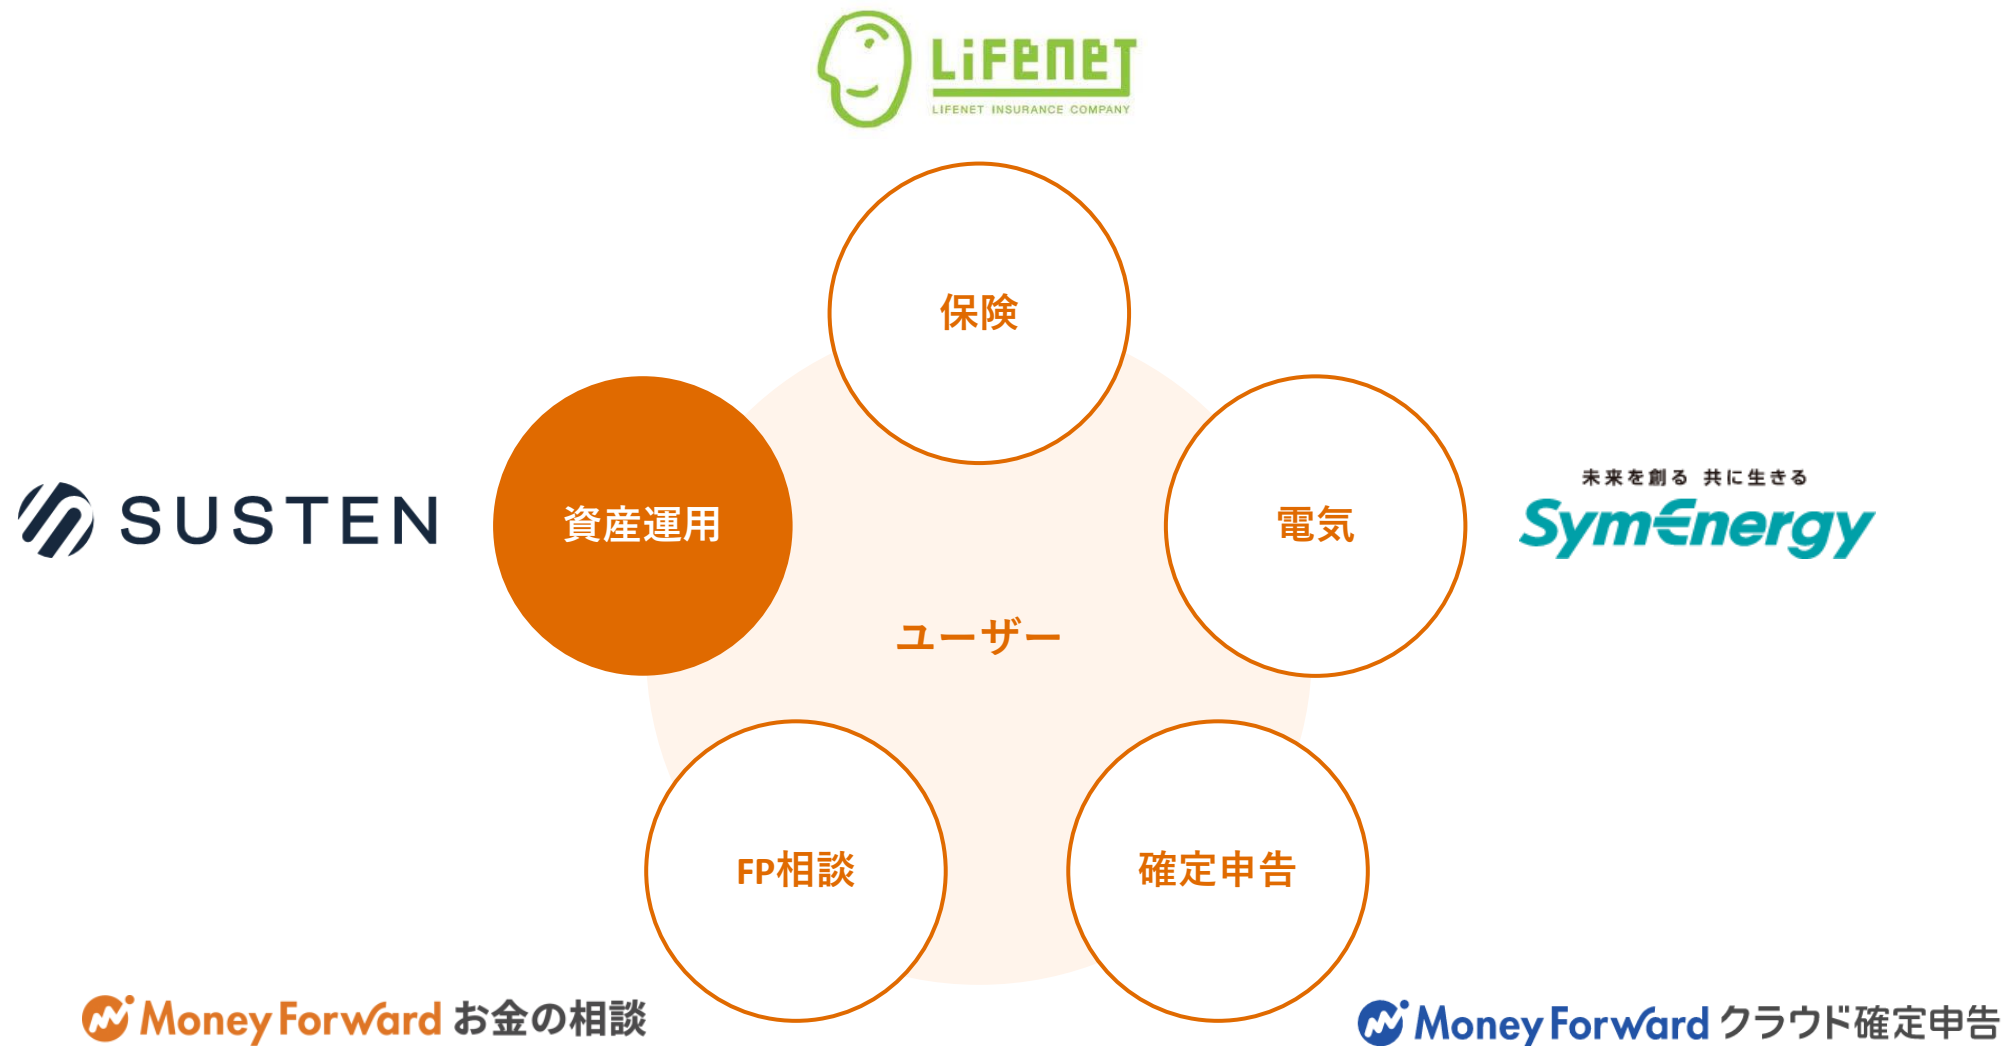 LIFENET
LIFENET INSURANCE COMPANY
保険
SUSTEN
資産運用
電気
未来を創る 共に生きる
SymEnergy
ユーザー
FP相談
確定申告
Money Forward お金の相談
Money Forward クラウド確定申告